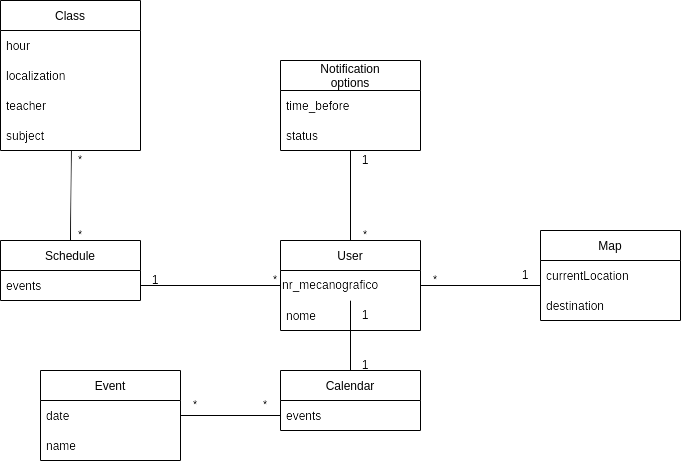 Class
hour
localization
teacher
subject
*
*
Notification
options
time_before
status
1
*
Schedule
events
1
*
User
nr_mecanografico
nome
1
*
1
Map
currentLocation
destination
1
Calendar
events
Event
date
name
*
*